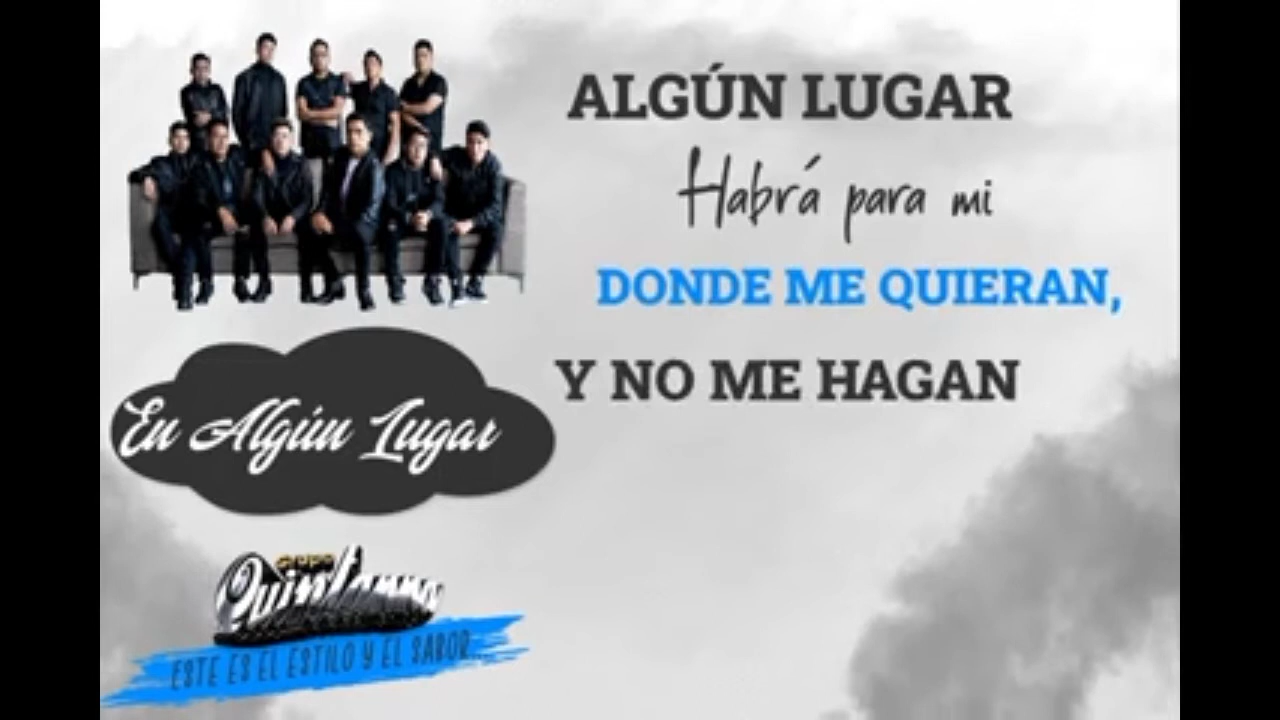 ALGÚN LUGAR
Habrá para mi
DONDE ME QUIERAN,
Y NO ME HAGAN
En Algún Lugar
Grupo
Quintanna
ESTE ES EL ESTILO Y EL SABOR...